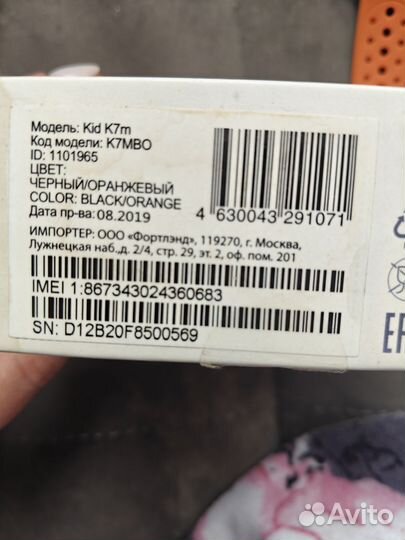 Модель: Kid K7m
Код модели: K7MBO
ID: 1101965
ЦВЕТ:
ЧЕРНЫЙ/ОРАНЖЕВЫЙ
COLOR: BLACK/ORANGE
Дата пр-ва: 08.2019
4 630043 291071
ИМПОРТЕР: ООО «Фортлэнд», 119270, г. Москва,
Лужнецкая наб.,д. 2/4, стр. 29, эт. 2, оф. пом. 201
IMEI 1:867343024360683
SN: D12B20F8500569
Avito